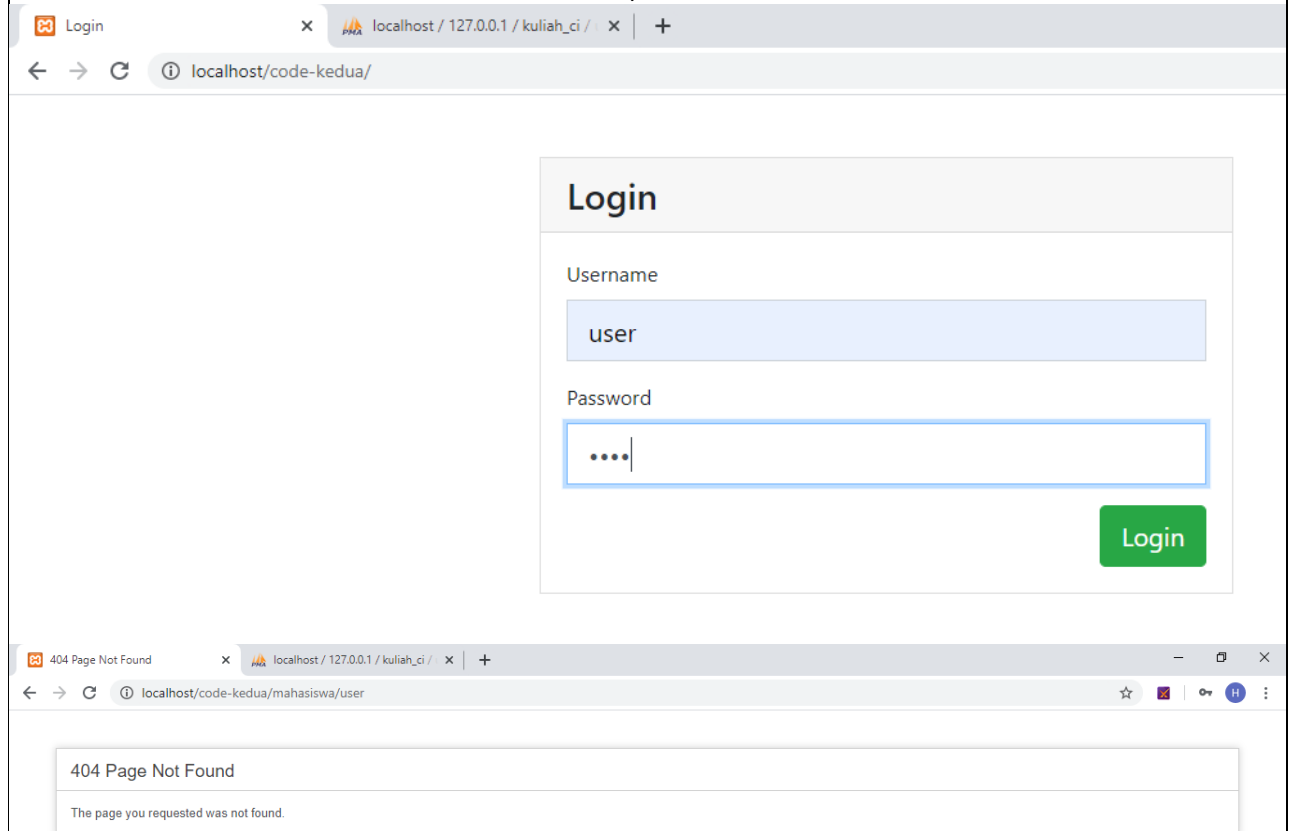 Login
localhost / 127.0.0.1 / kuliah_ci /
localhost/code-kedua/
Login
Username
user
Password
Login
404 Page Not Found
localhost / 127.0.0.1 / kuliah_ci /
localhost/code-kedua/mahasiswa/user
H
404 Page Not Found
The page you requested was not found.